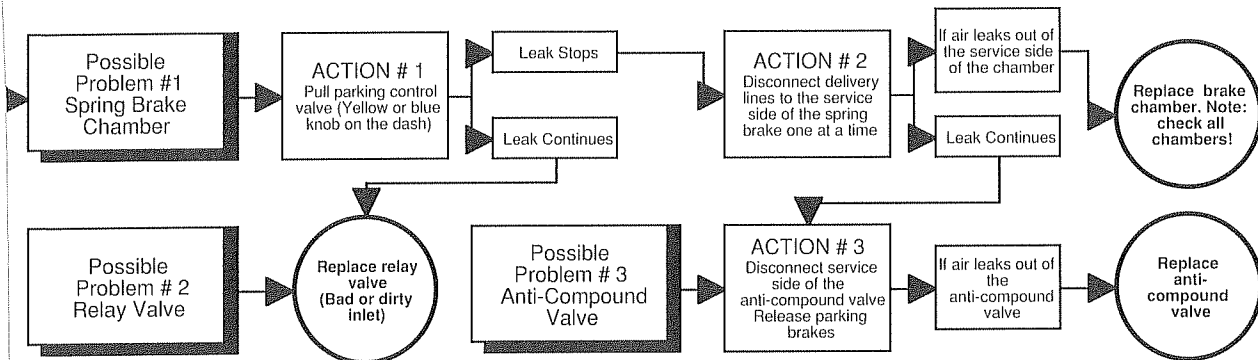 Possible
Problem #1
Spring Brake
Chamber
ACTION # 1
Pull parking control
valve (Yellow or blue
knob on the dash)
Leak Stops
Leak Continues
ACTION # 2
Disconnect delivery
lines to the service
side of the spring
brake one at a time
If air leaks out of
the service side
of the chamber
Leak Continues
Replace brake
chamber. Note:
check all
chambers!
Possible
Problem # 2
Relay Valve
Replace relay
valve
(Bad or dirty
inlet)
Possible
Problem # 3
Anti-Compound
Valve
ACTION # 3
Disconnect service
side of the
anti-compound valve
Release parking
brakes
If air leaks out of
the
anti-compound
valve
Replace
anti-
compound
valve